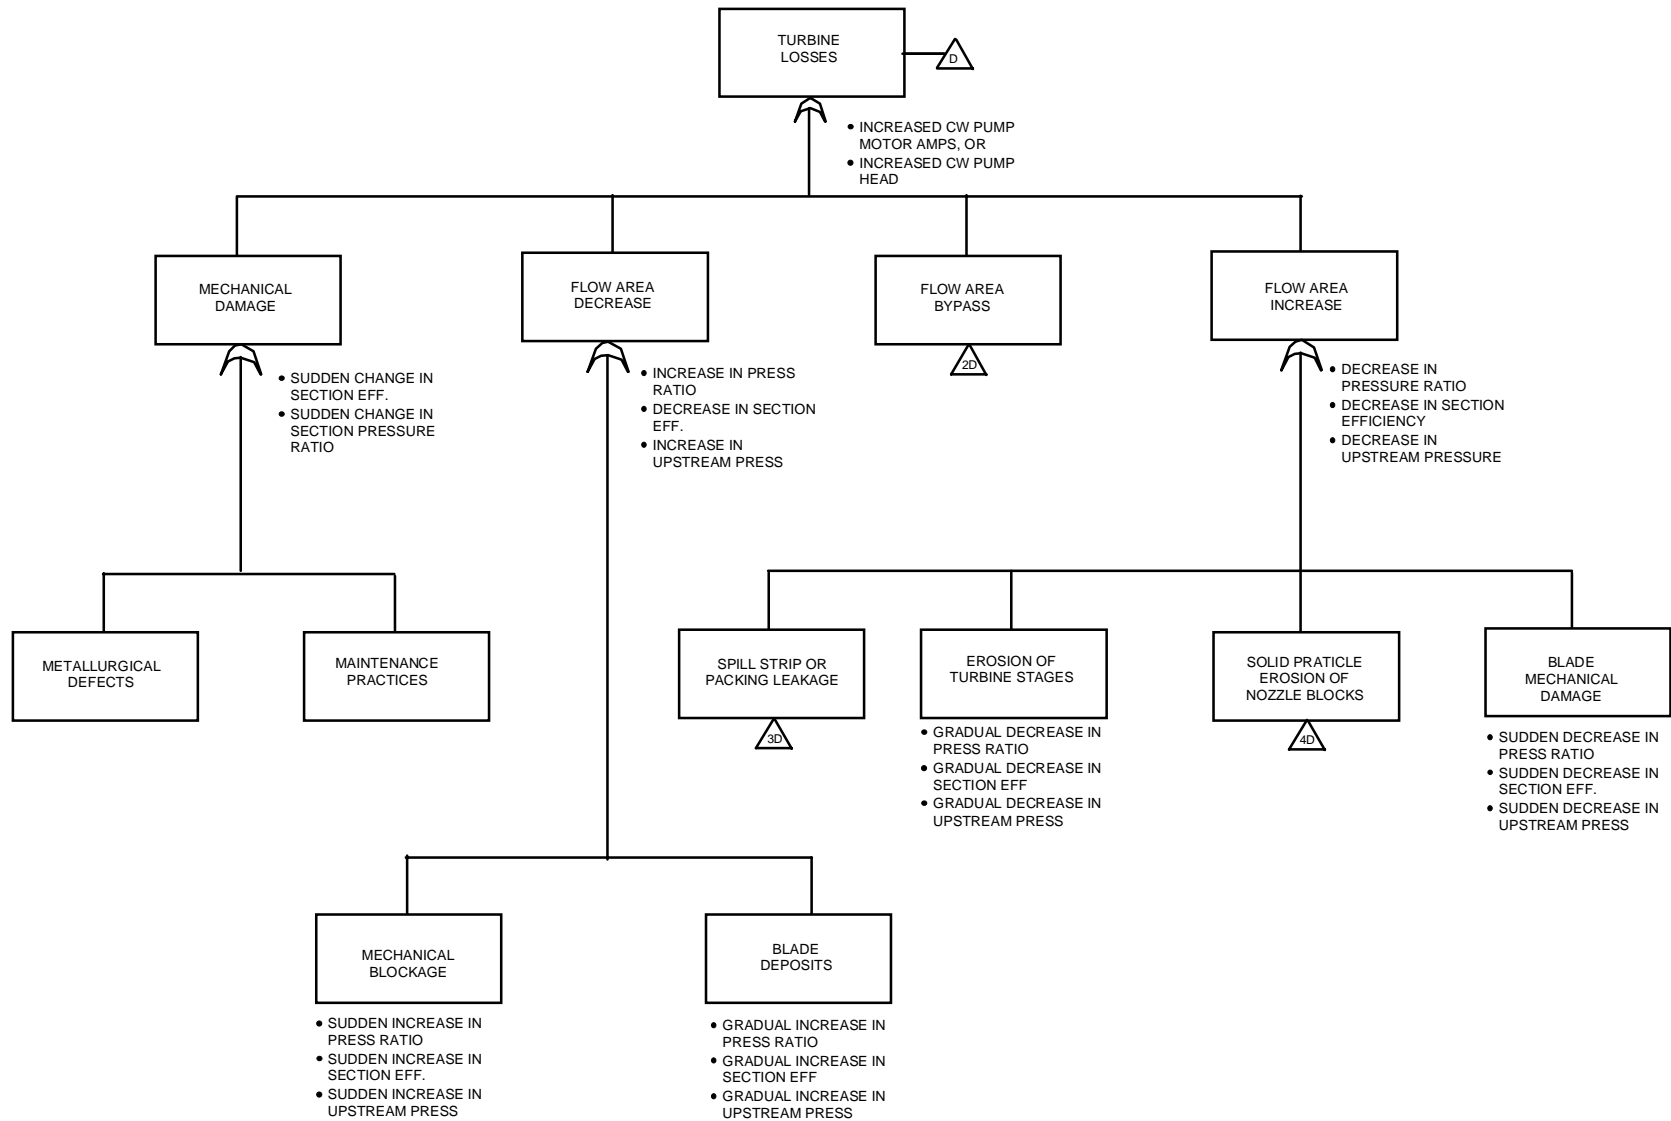 TURBINE
LOSSES
D
• INCREASED CW PUMP
MOTOR AMPS, OR
• INCREASED CW PUMP
HEAD
MECHANICAL
DAMAGE
• SUDDEN CHANGE IN
SECTION EFF.
• SUDDEN CHANGE IN
SECTION PRESSURE
RATIO
FLOW AREA
DECREASE
• INCREASE IN PRESS
RATIO
• DECREASE IN SECTION
EFF.
• INCREASE IN
UPSTREAM PRESS
FLOW AREA
BYPASS
2D
FLOW AREA
INCREASE
• DECREASE IN
PRESSURE RATIO
• DECREASE IN SECTION
EFFICIENCY
• DECREASE IN
UPSTREAM PRESSURE
METALLURGICAL
DEFECTS
MAINTENANCE
PRACTICES
SPILL STRIP OR
PACKING LEAKAGE
3D
EROSION OF
TURBINE STAGES
• GRADUAL DECREASE IN
PRESS RATIO
• GRADUAL DECREASE IN
SECTION EFF
• GRADUAL DECREASE IN
UPSTREAM PRESS
SOLID PRATICLE
EROSION OF
NOZZLE BLOCKS
4D
BLADE
MECHANICAL
DAMAGE
• SUDDEN DECREASE IN
PRESS RATIO
• SUDDEN DECREASE IN
SECTION EFF.
• SUDDEN DECREASE IN
UPSTREAM PRESS
MECHANICAL
BLOCKAGE
• SUDDEN INCREASE IN
PRESS RATIO
• SUDDEN INCREASE IN
SECTION EFF.
• SUDDEN INCREASE IN
UPSTREAM PRESS
BLADE
DEPOSITS
• GRADUAL INCREASE IN
PRESS RATIO
• GRADUAL INCREASE IN
SECTION EFF
• GRADUAL INCREASE IN
UPSTREAM PRESS